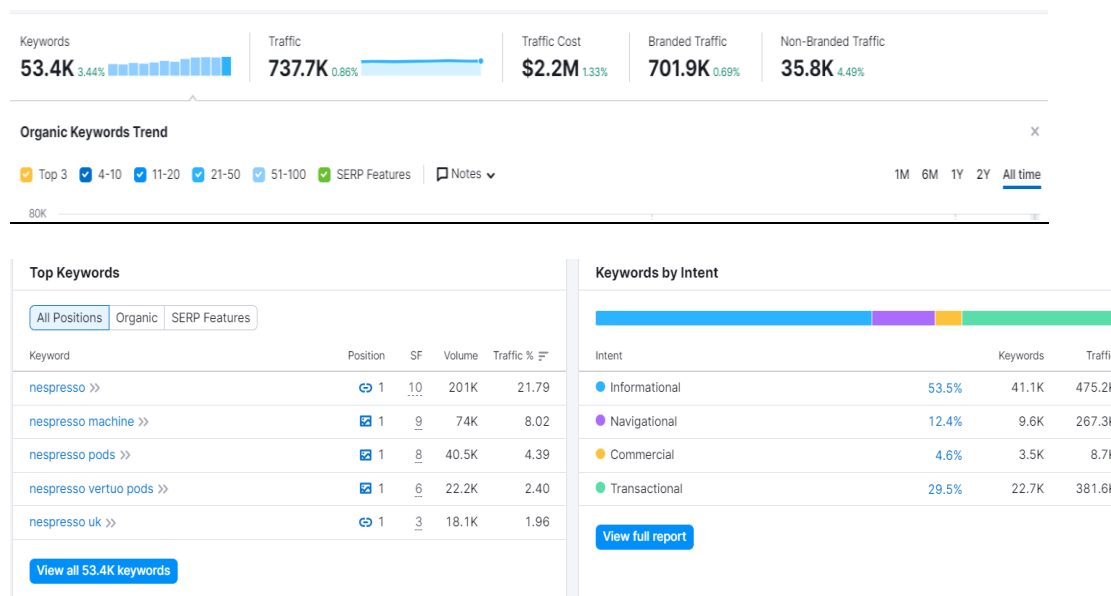 Keywords Traffic Traffic Cost Branded Traffic Non-Branded Traffic
53.4K 3.44% 737.7K 0.86% $2.2M 1.33% 701.9K 0.69% 35.8K 4.49%
Organic Keywords Trend
Top 3 4-10 11-20 21-50 51-100 SERP Features Notes 1M 6M 1Y 2Y All time
80K
Top Keywords
All Positions Organic SERP Features
Keyword Position SF Volume Traffic %
nespresso 1 10 201K 21.79
nespresso machine 1 9 74K 8.02
nespresso pods 1 8 40.5K 4.39
nespresso vertuo pods 1 6 22.2K 2.40
nespresso uk 1 3 18.1K 1.96
View all 53.4K keywords
Keywords by Intent
Intent Keywords Traffi
Informational 53.5% 41.1K 475.2K
Navigational 12.4% 9.6K 267.3K
Commercial 4.6% 3.5K 8.7K
Transactional 29.5% 22.7K 381.6K
View full report